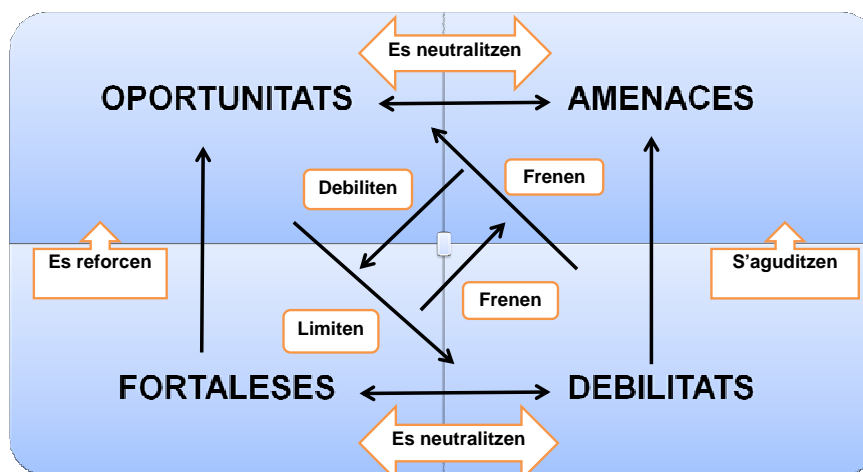 Es neutralitzen
OPORTUNITATS
AMENACES
Debiliten
Frenen
Es reforcen
S'aguditzen
Limiten
Frenen
FORTALESES
DEBILITATS
Es neutralitzen